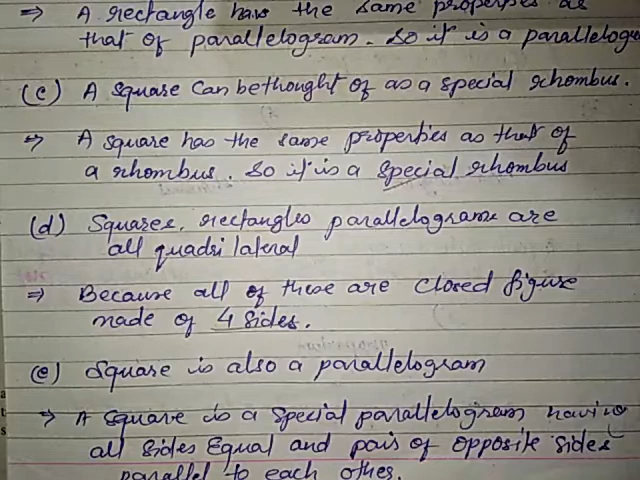 ⇒ A rectangle has the same properties as
that of parallelogram. So it is a parallelogr
(c) A square can be thought of as a special rhombus.
⇒ A square has the same properties as that of
a rhombus. So it is a special rhombus
(d) Squares, rectangles parallelograms are
all quadrilateral
⇒ Because all of these are closed figure
made of 4 sides.
(e) Square is also a parallelogram
⇒ A square is a special parallelogram having
all sides Equal and pair of opposite sides
parallel to each other.